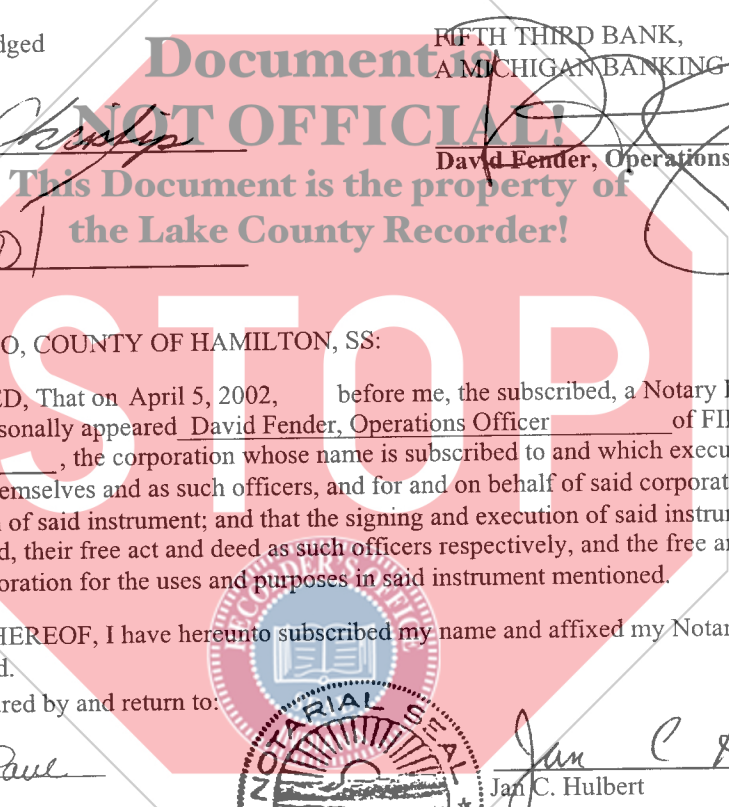 dged
RIFTH THIRD BANK,
A MICHIGAN BANKING
Document is
NOT OFFICIAL!
David Fender, Operations
This Document is the property of
the Lake County Recorder!
STOP
O, COUNTY OF HAMILTON, SS:
ED, That on April 5, 2002, before me, the subscribed, a Notary
sonally appeared David Fender, Operations Officer of FI
, the corporation whose name is subscribed to and which execu
emselves and as such officers, and for and on behalf of said corporat
of said instrument; and that the signing and execution of said instru
d, their free act and deed as such officers respectively, and the free a
oration for the uses and purposes in said instrument mentioned.
RECORDER'S OFFICE
HEREOF, I have hereunto subscribed my name and affixed my Notar
d.
red by and return to:
NOTARIAL SEAL
Paul
Jan C
Jan C. Hulbert